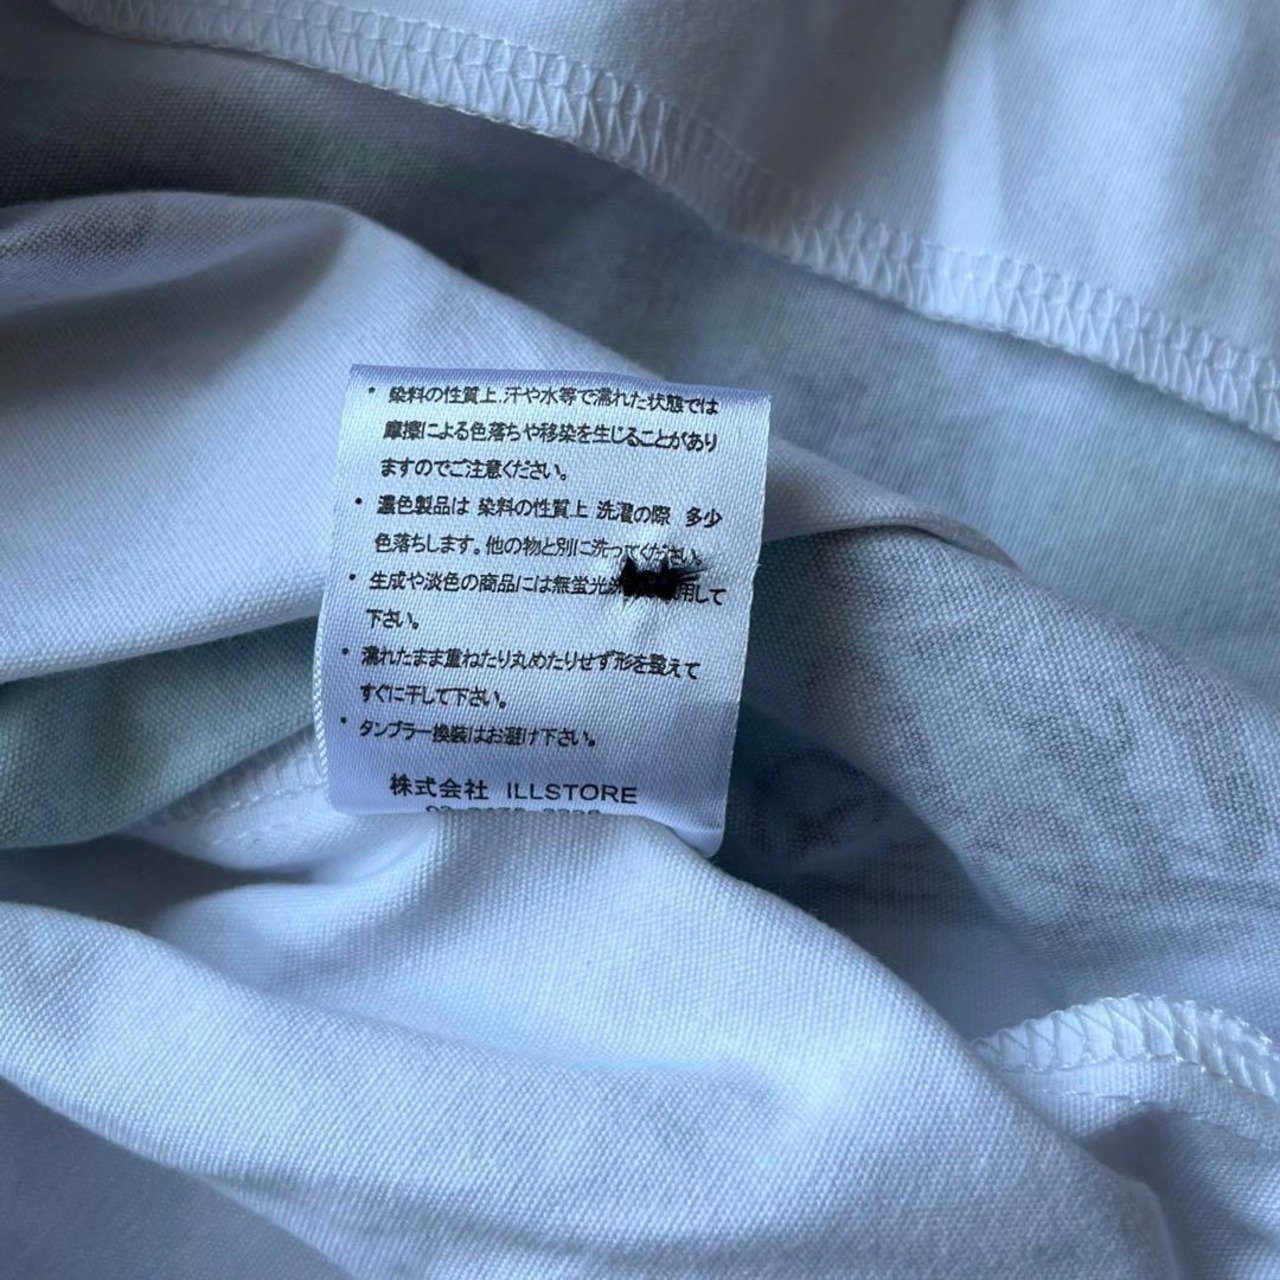 ・染料の性質上.汗や水等で濡れた状態では
摩擦による色落ちや移染を生じることがあり
ますのでご注意ください。
・濃色製品は 染料の性質上 洗濯の際 多少
色落ちします。他の物と別に洗ってください。
・生成や淡色の商品には無蛍光 用して
下さい。
・濡れたまま重ねたり丸めたりせず形を整えて
すぐに干して下さい。
・タンブラー換装はお避け下さい。
株式会社 ILLSTORE